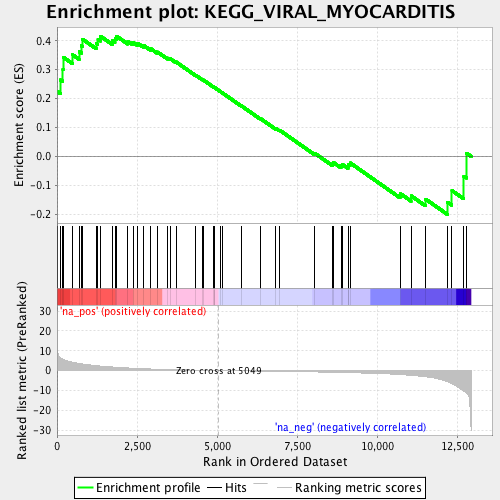 Enrichment plot: KEGG_VIRAL_MYOCARDITIS
Enrichment score (ES)
0.4
0.3
0.2
0.1
0.0
-0.1
-0.2
'na_pos' (positively correlated)
Ranked list metric (PreRanked)
30
20
10
0
-10
-20
-30
Zero cross at 5049
'na_neg' (negatively correlated)
0
2,500
5,000
7,500
10,000
12,500
Rank in Ordered Dataset
Enrichment profile
Hits
Ranking metric scores